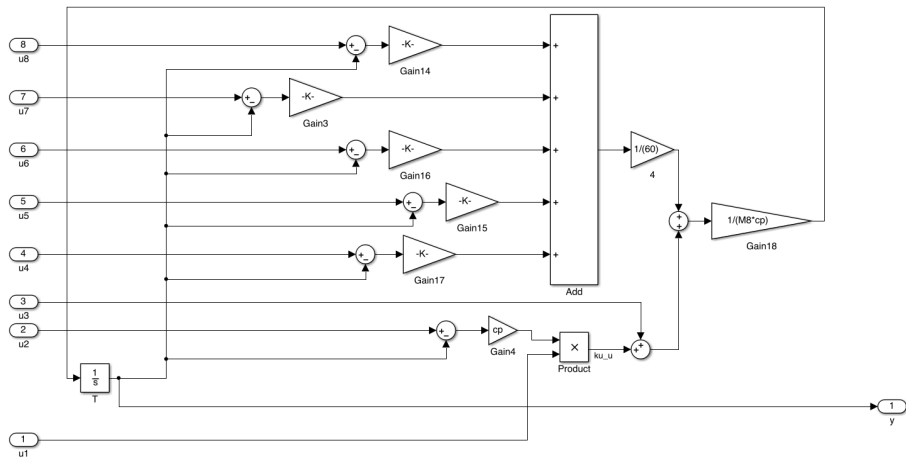 8
u8
-K-
Gain14
+
7
u7
-K-
Gain3
+
6
u6
-K-
Gain16
+
1/(60)
4
5
u5
-K-
Gain15
+
1/(M8*cp)
Gain18
4
u4
-K-
Gain17
+
Add
3
u3
2
u2
cp
Gain4
×
Product
ku_u
1
s
T
1
y
1
u1